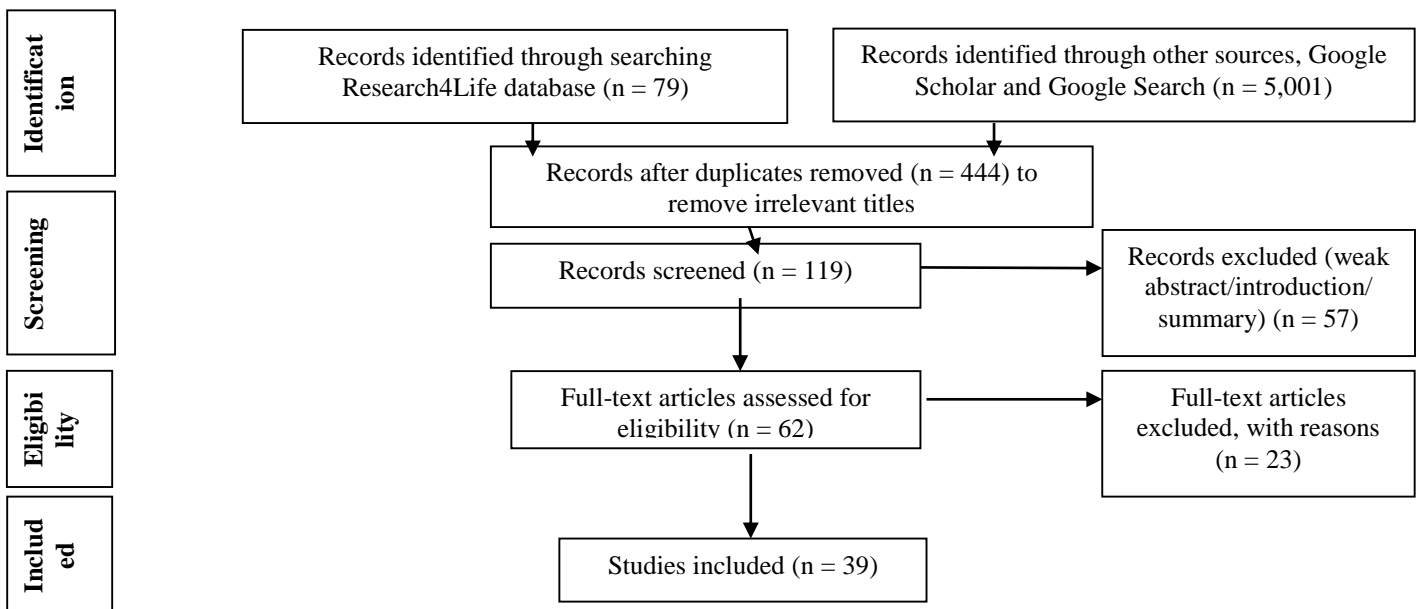 Identificat
ion
Records identified through searching
Research4Life database (n = 79)
Records identified through other sources, Google
Scholar and Google Search (n = 5,001)
Records after duplicates removed (n = 444) to
remove irrelevant titles
Screening
Records screened (n = 119)
Records excluded (weak
abstract/introduction/
summary) (n = 57)
Eligibi
lity
Full-text articles assessed for
eligibility (n = 62)
Full-text articles
excluded, with reasons
(n = 23)
Includ
ed
Studies included (n = 39)